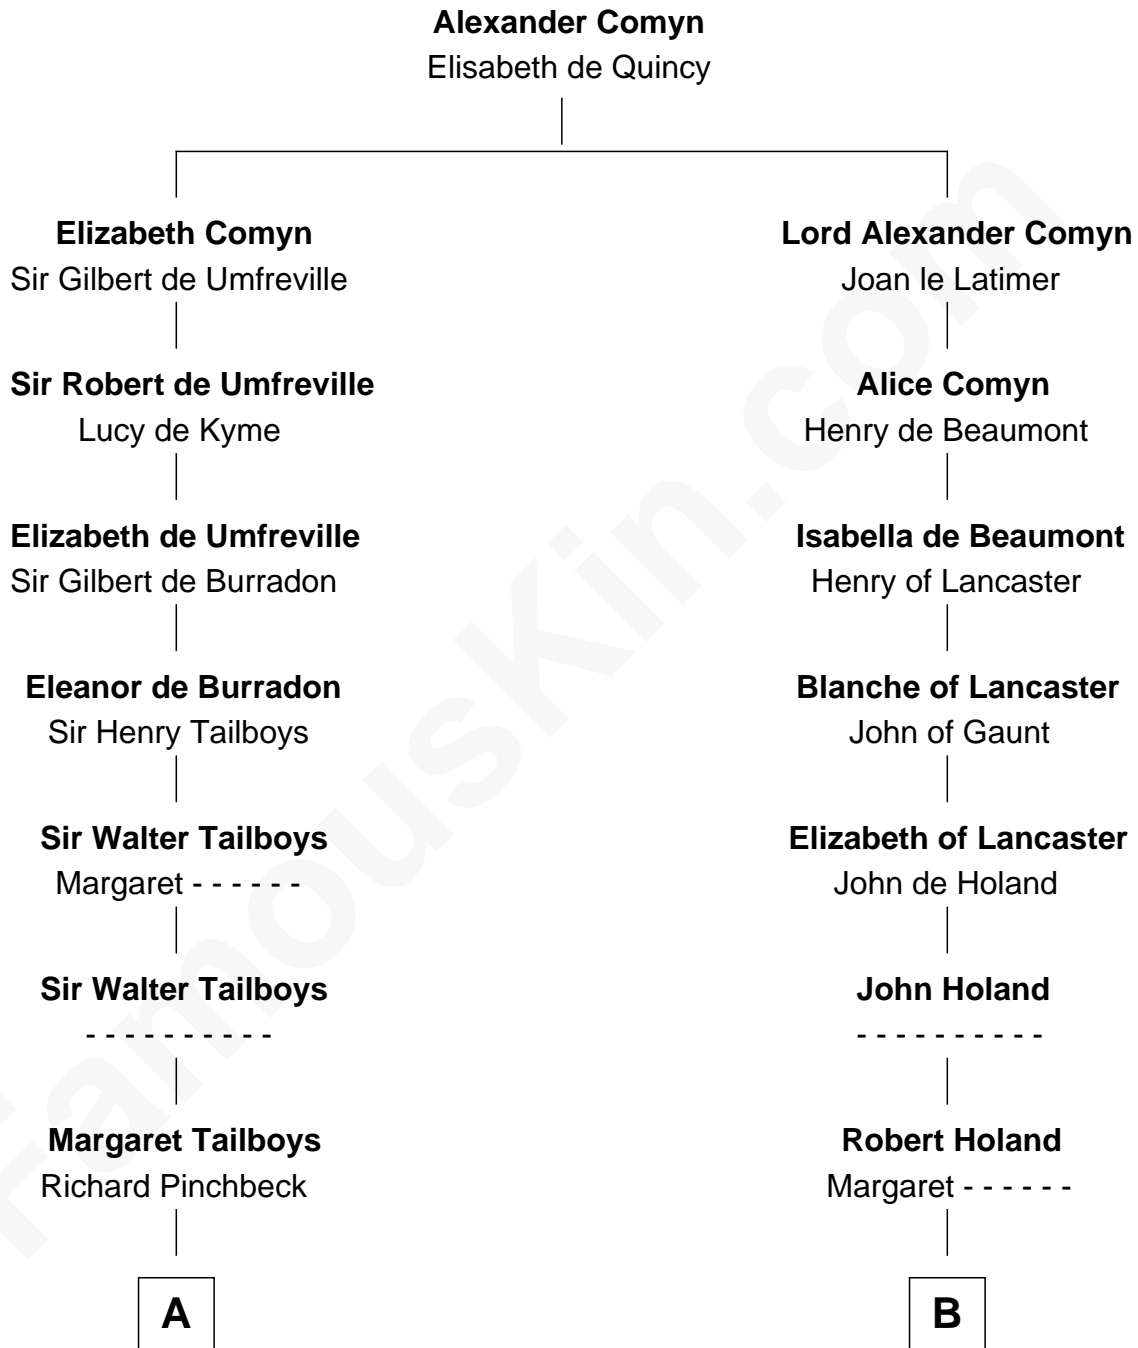 Alexander Comyn
Elisabeth de Quincy
Elizabeth Comyn
Sir Gilbert de Umfreville
Lord Alexander Comyn
Joan le Latimer
Sir Robert de Umfreville
Lucy de Kyme
Alice Comyn
Henry de Beaumont
Elizabeth de Umfreville
Sir Gilbert de Burradon
Isabella de Beaumont
Henry of Lancaster
Eleanor de Burradon
Sir Henry Tailboys
Blanche of Lancaster
John of Gaunt
Sir Walter Tailboys
Margaret - - - - - -
Elizabeth of Lancaster
John de Holand
Sir Walter Tailboys
- - - - - - - - - -
John Holand
- - - - - - - - - -
Margaret Tailboys
Richard Pinchbeck
Robert Holand
Margaret - - - - - -
A
B
FamousKin.com